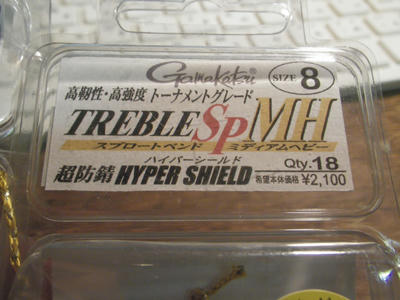 Gamakatsu SIZE 8
高靭性・高強度 トーナメントグレード
TREBLE Sp MH
スプロートベンド ミディアムヘビー
ハイパーシールド
超防錆 HYPER SHIELD
Qty.18
希望本体価格 ¥2,100